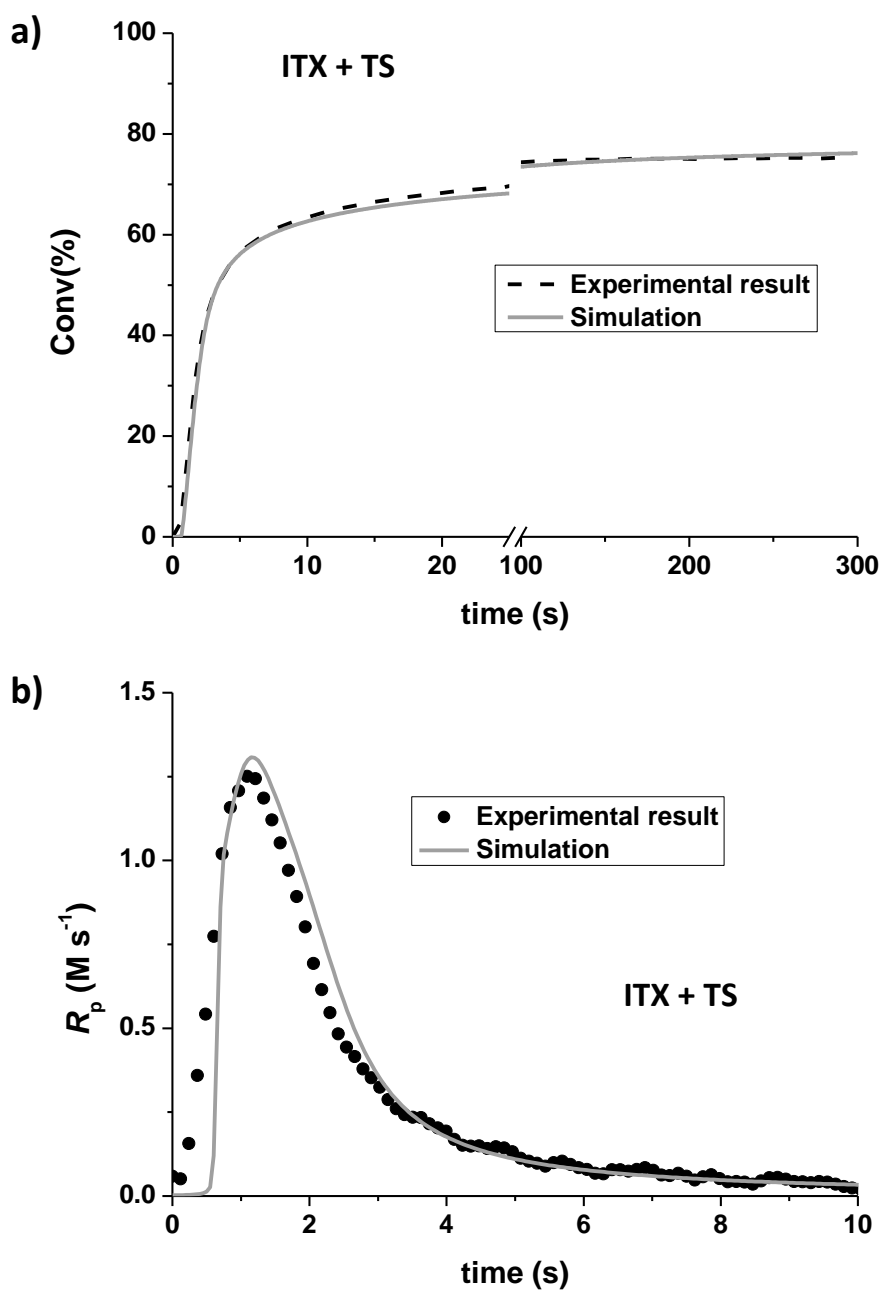 a)
ITX + TS
100
80
60
40
20
0
Conv(%)
Experimental result
Simulation
0 10 20 100 200 300
time (s)
b)
1.5
1.0
0.5
0.0
Rp (M s-1)
Experimental result
Simulation
ITX + TS
0 2 4 6 8 10
time (s)